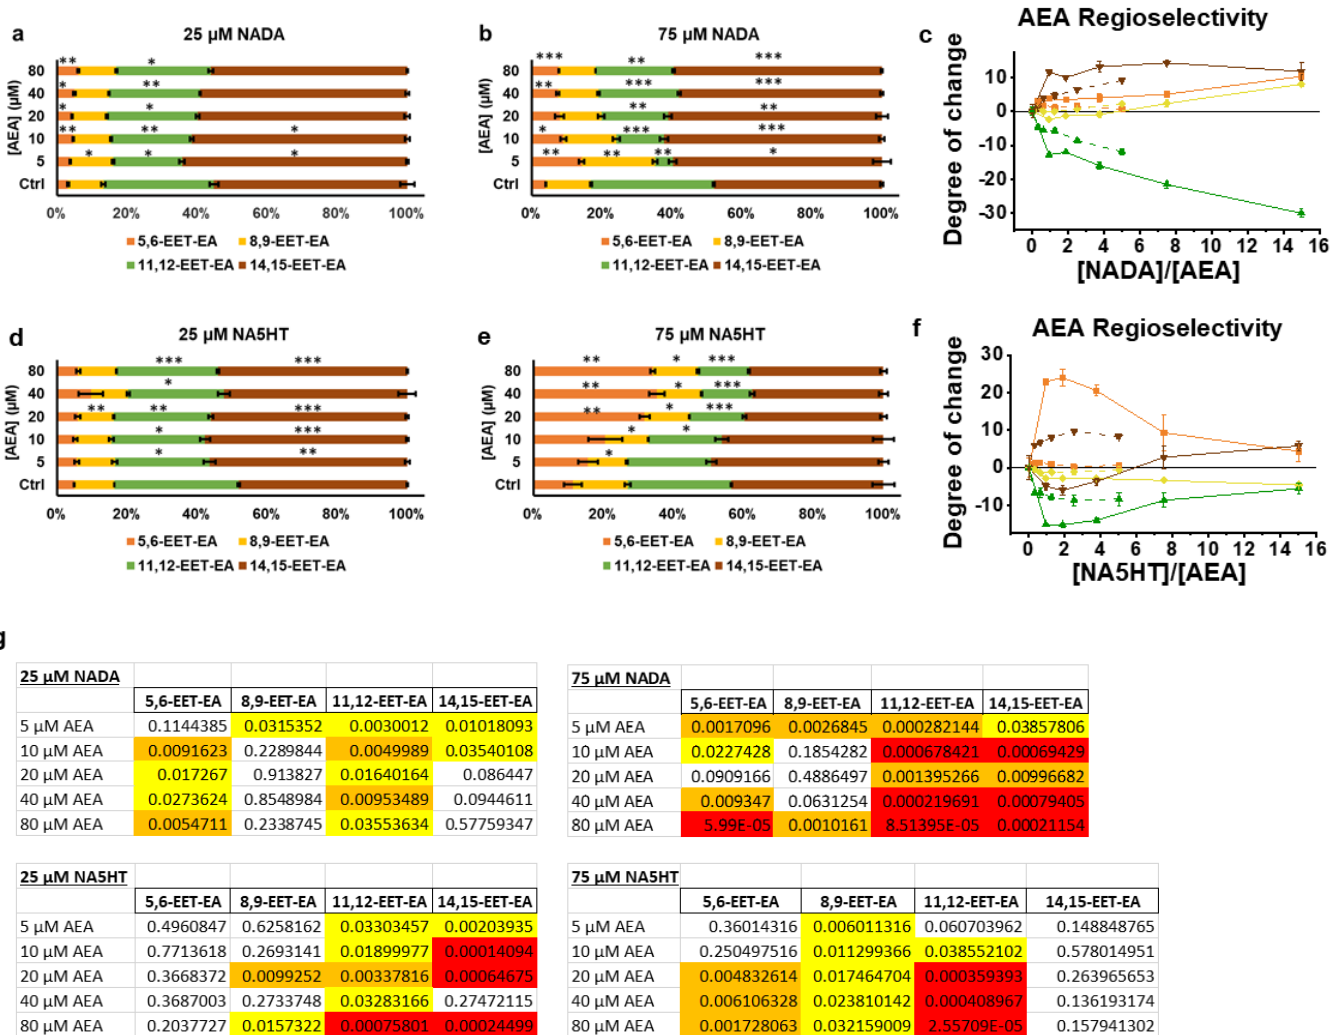 a 25 µM NADA
** *
* **
* *
** ** *
* * *
[AEA] (µM)
80
40
20
10
5
Ctrl
0% 20% 40% 60% 80% 100%
5,6-EET-EA 8,9-EET-EA
11,12-EET-EA 14,15-EET-EA
b 75 µM NADA
*** ** ***
** *** ***
** **
* *** ***
** ** ** *
80
40
20
10
5
Ctrl
0% 20% 40% 60% 80% 100%
5,6-EET-EA 8,9-EET-EA
11,12-EET-EA 14,15-EET-EA
c AEA Regioselectivity
Degree of change
10
0
-10
-20
-30
0 2 4 6 8 10 12 14 16
[NADA]/[AEA]
d 25 µM NA5HT
*** ***
*
** ** ***
* ***
* **
[AEA] (µM)
80
40
20
10
5
Ctrl
0% 20% 40% 60% 80% 100%
5,6-EET-EA 8,9-EET-EA
11,12-EET-EA 14,15-EET-EA
e 75 µM NA5HT
** * ***
** * ***
** * ***
* *
*
80
40
20
10
5
Ctrl
0% 20% 40% 60% 80% 100%
5,6-EET-EA 8,9-EET-EA
11,12-EET-EA 14,15-EET-EA
f AEA Regioselectivity
Degree of change
30
20
10
0
-10
0 2 4 6 8 10 12 14 16
[NA5HT]/[AEA]
g
25 µM NADA
5,6-EET-EA 8,9-EET-EA 11,12-EET-EA 14,15-EET-EA
5 µM AEA 0.1144385 0.0315352 0.0030012 0.01018093
10 µM AEA 0.0091623 0.2289844 0.0049989 0.03540108
20 µM AEA 0.017267 0.913827 0.01640164 0.086447
40 µM AEA 0.0273624 0.8548984 0.00953489 0.0944611
80 µM AEA 0.0054711 0.2338745 0.03553634 0.57759347
75 µM NADA
5,6-EET-EA 8,9-EET-EA 11,12-EET-EA 14,15-EET-EA
5 µM AEA 0.0017096 0.0026845 0.000282144 0.03857806
10 µM AEA 0.0227428 0.1854282 0.000678421 0.00069429
20 µM AEA 0.0909166 0.4886497 0.001395266 0.00996682
40 µM AEA 0.009347 0.0631254 0.000219691 0.00079405
80 µM AEA 5.99E-05 0.0010161 8.51395E-05 0.00021154
25 µM NA5HT
5,6-EET-EA 8,9-EET-EA 11,12-EET-EA 14,15-EET-EA
5 µM AEA 0.4960847 0.6258162 0.03303457 0.00203935
10 µM AEA 0.7713618 0.2693141 0.01899977 0.00014094
20 µM AEA 0.3668372 0.0099252 0.00337816 0.00064675
40 µM AEA 0.3687003 0.2733748 0.03283166 0.27472115
80 µM AEA 0.2037727 0.0157322 0.00075801 0.00024499
75 µM NA5HT
5,6-EET-EA 8,9-EET-EA 11,12-EET-EA 14,15-EET-EA
5 µM AEA 0.36014316 0.006011316 0.060703962 0.148848765
10 µM AEA 0.250497516 0.011299366 0.038552102 0.578014951
20 µM AEA 0.004832614 0.017464704 0.000359393 0.263965653
40 µM AEA 0.006106328 0.023810142 0.000408967 0.136193174
80 µM AEA 0.001728063 0.032159009 2.55709E-05 0.157941302